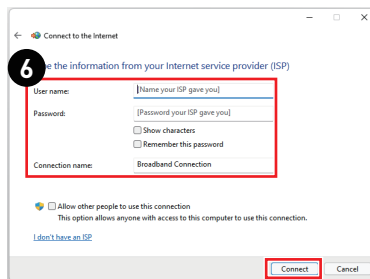 Connect to the Internet
6
e the information from your Internet service provider (ISP)
User name:
[Name your ISP gave you]
Password:
[Password your ISP gave you]
Show characters
Remember this password
Connection name:
Broadband Connection
Allow other people to use this connection
This option allows anyone with access to this computer to use this connection.
I don't have an ISP
Connect
Cancel